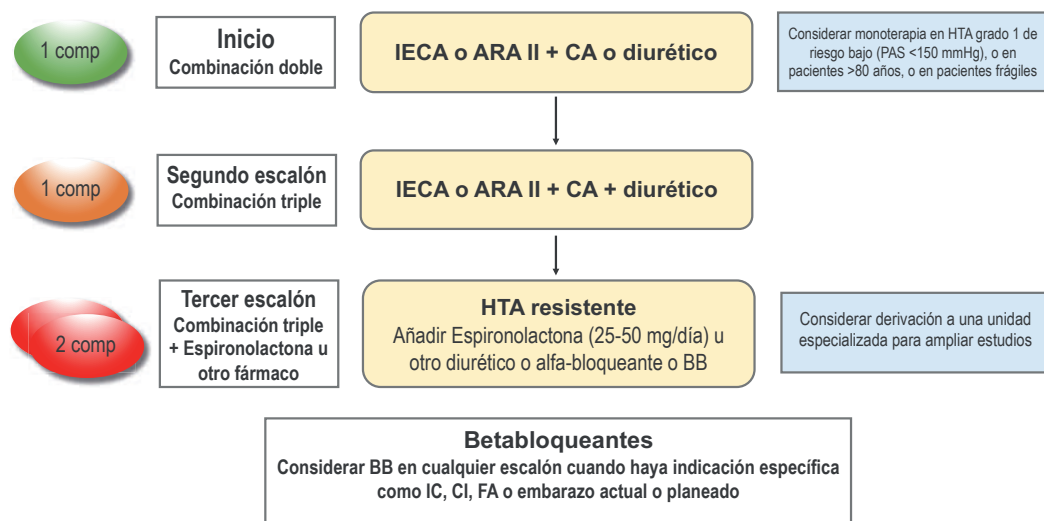 1 comp
Inicio
Combinación doble
IECA o ARA II + CA o diurético
Considerar monoterapia en HTA grado 1 de
riesgo bajo (PAS <150 mmHg), o en
pacientes >80 años, o en pacientes frágiles
1 comp
Segundo escalón
Combinación triple
IECA o ARA II + CA + diurético
2 comp
Tercer escalón
Combinación triple
+ Espironolactona u
otro fármaco
HTA resistente
Añadir Espironolactona (25-50 mg/día) u
otro diurético o alfa-bloqueante o BB
Considerar derivación a una unidad
especializada para ampliar estudios
Betabloqueantes
Considerar BB en cualquier escalón cuando haya indicación específica
como IC, CI, FA o embarazo actual o planeado